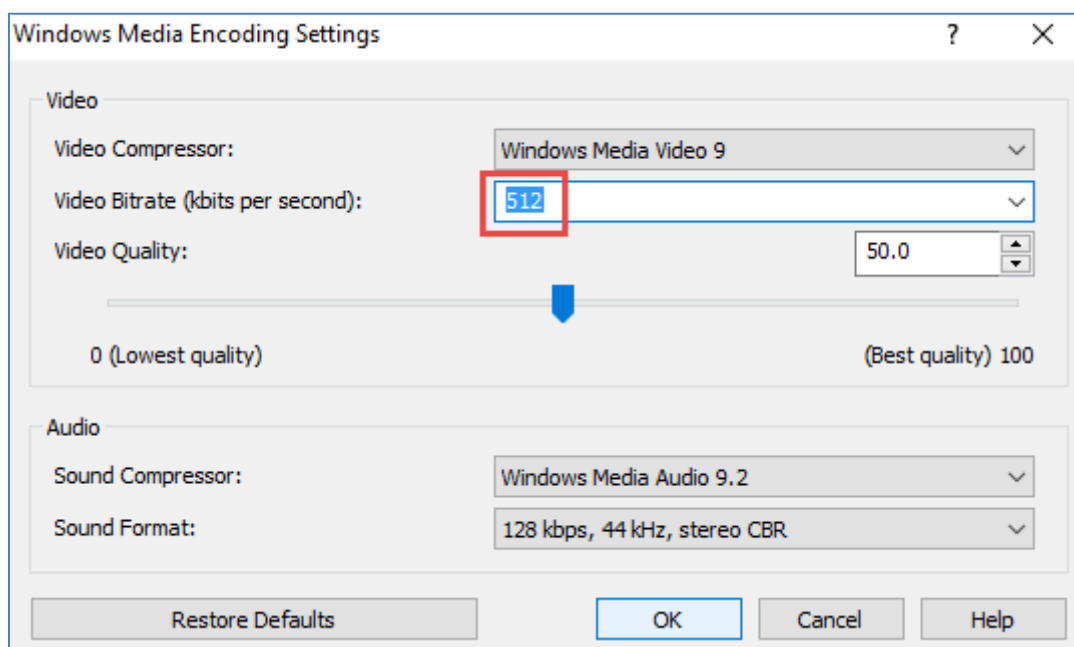 Windows Media Encoding Settings
Video
Video Compressor: Windows Media Video 9
Video Bitrate (kbits per second): 512
Video Quality: 50.0
0 (Lowest quality) (Best quality) 100
Audio
Sound Compressor: Windows Media Audio 9.2
Sound Format: 128 kbps, 44 kHz, stereo CBR
Restore Defaults OK Cancel Help